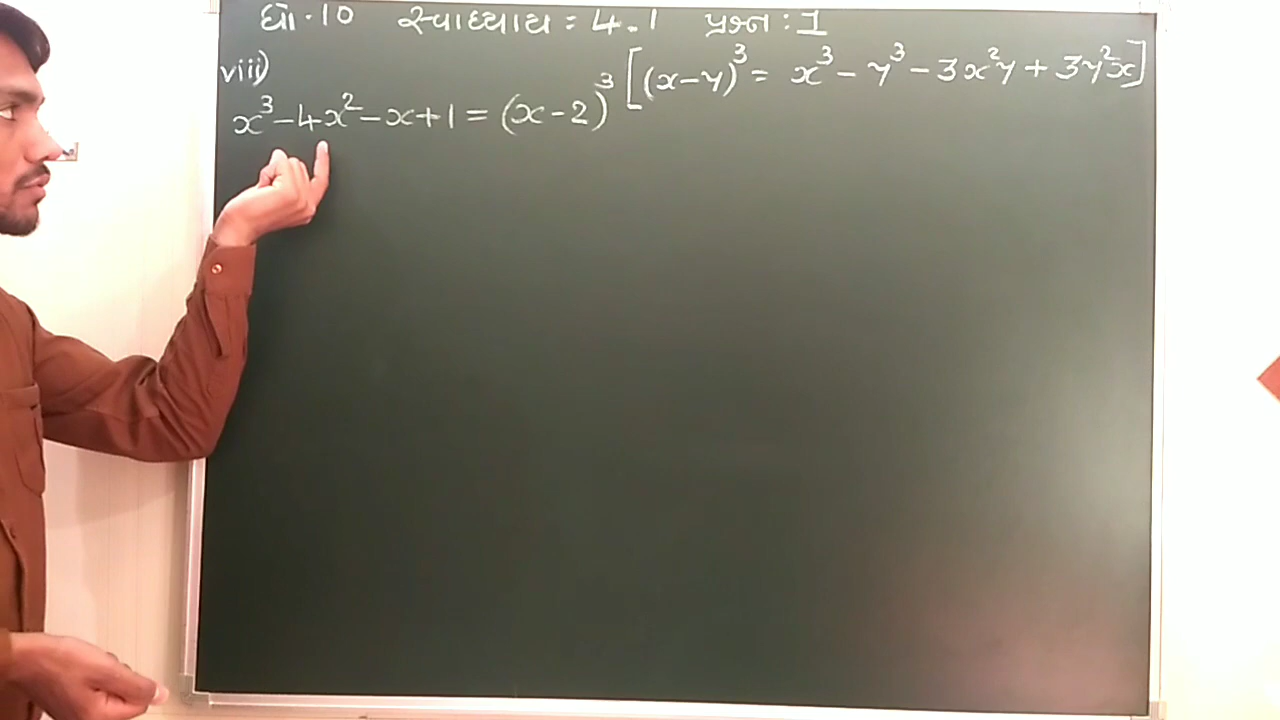 ધો.10 સ્વાધ્યાય = 4.1 પ્રશ્ન : 1
viii)
x³ - 4x² - x + 1 = (x - 2)³ [(x - y)³ = x³ - y³ - 3x²y + 3y²x]